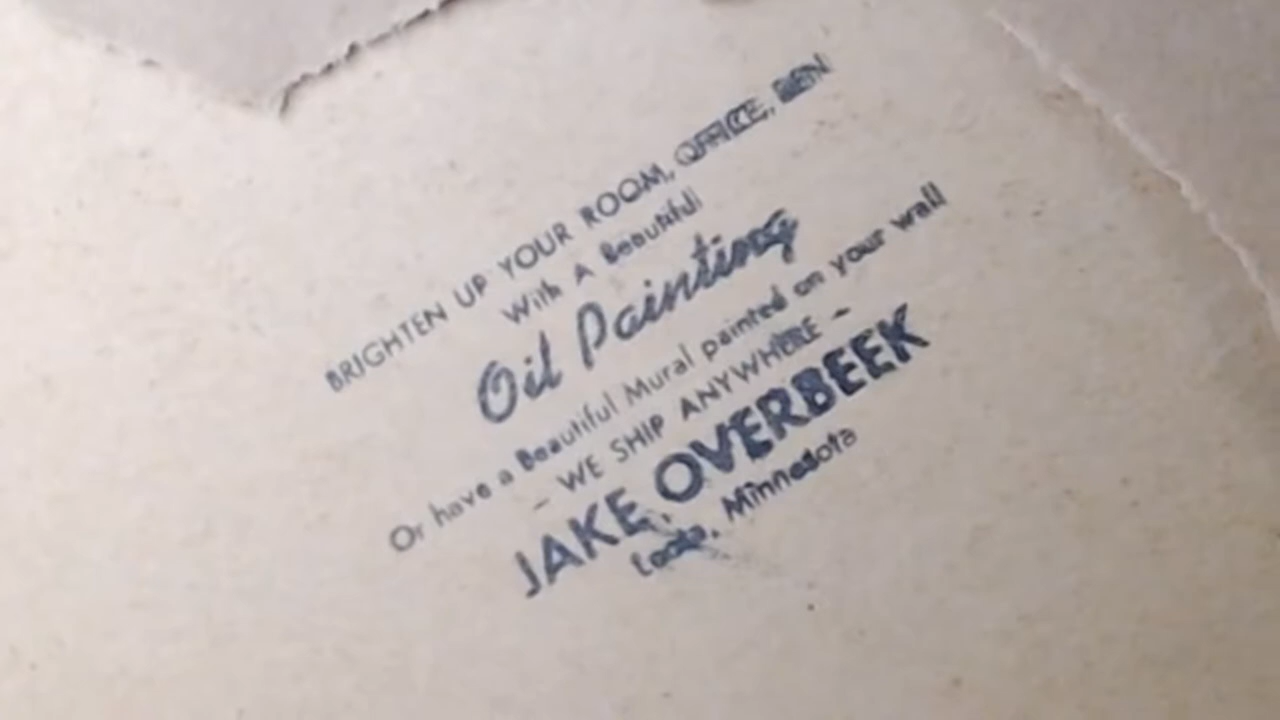 BRIGHTEN UP YOUR ROOM, OFFICE, DEN
With A Beautiful
Oil Painting
Or have a Beautiful Mural painted on your wall
- WE SHIP ANYWHERE -
JAKE OVERBEEK
Minnesota